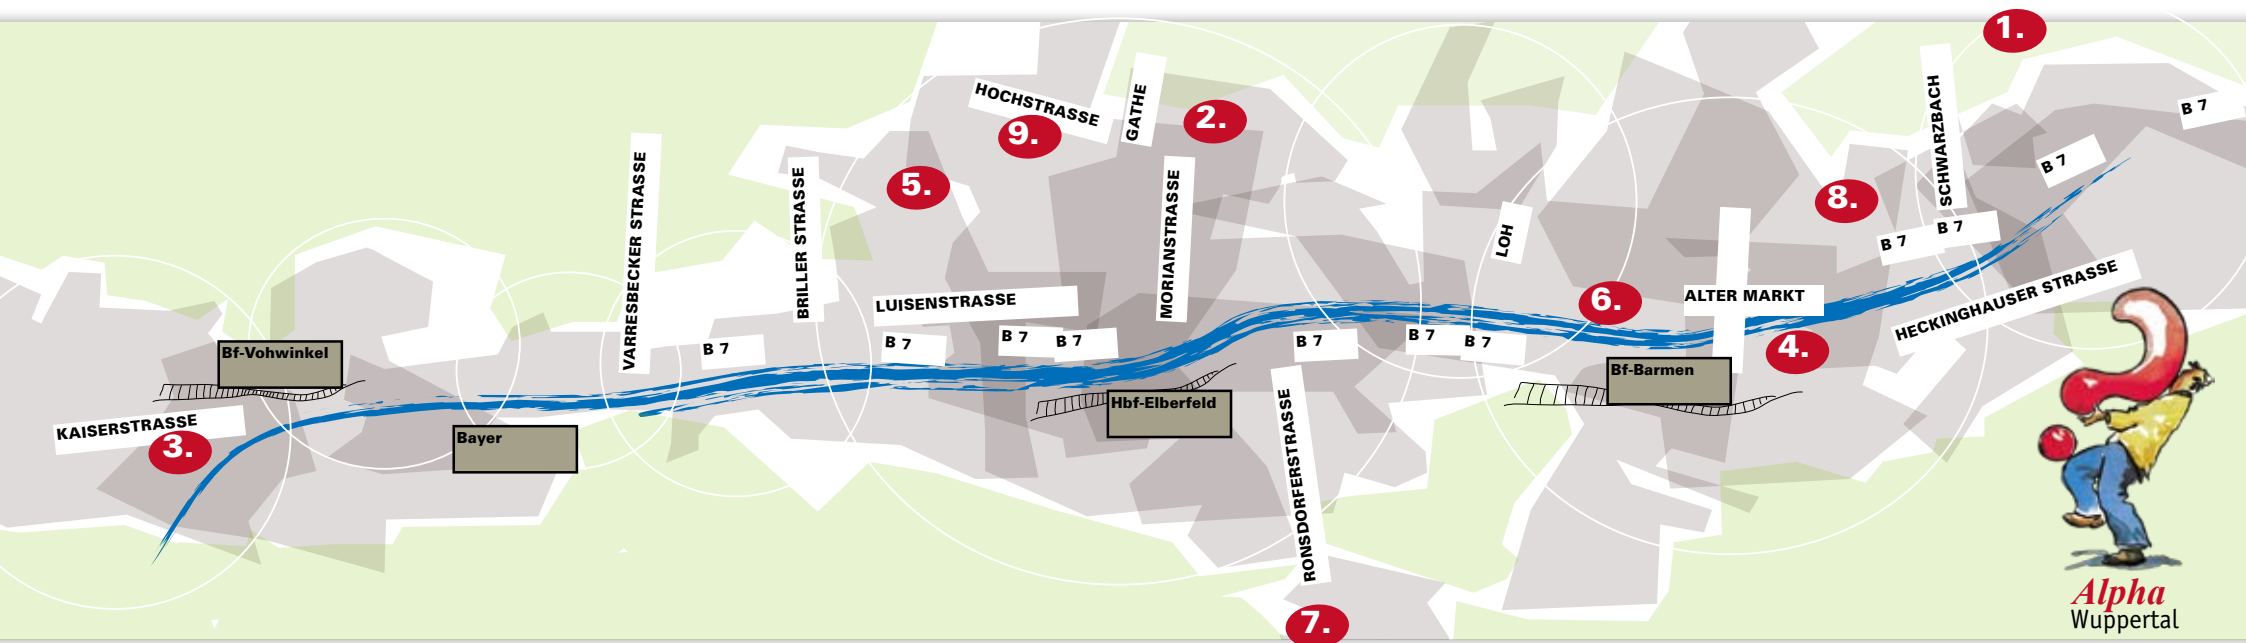 1.
B 7
HOCHSTRASSE
GATHE
2.
9.
SCHWARZBACH
B 7
VARRESBECKER STRASSE
BRILLER STRASSE
5.
MORIANSTRASSE
8.
LOH
B 7
B 7
LUISENSTRASSE
6.
ALTER MARKT
HECKINGHAUSER STRASSE
Bf-Vohwinkel
B 7
B 7
B 7
B 7
B 7
B 7
B 7
4.
Bf-Barmen
KAISERSTRASSE
3.
Bayer
Hbf-Elberfeld
RONSDORFERSTRASSE
7.
Alpha
Wuppertal